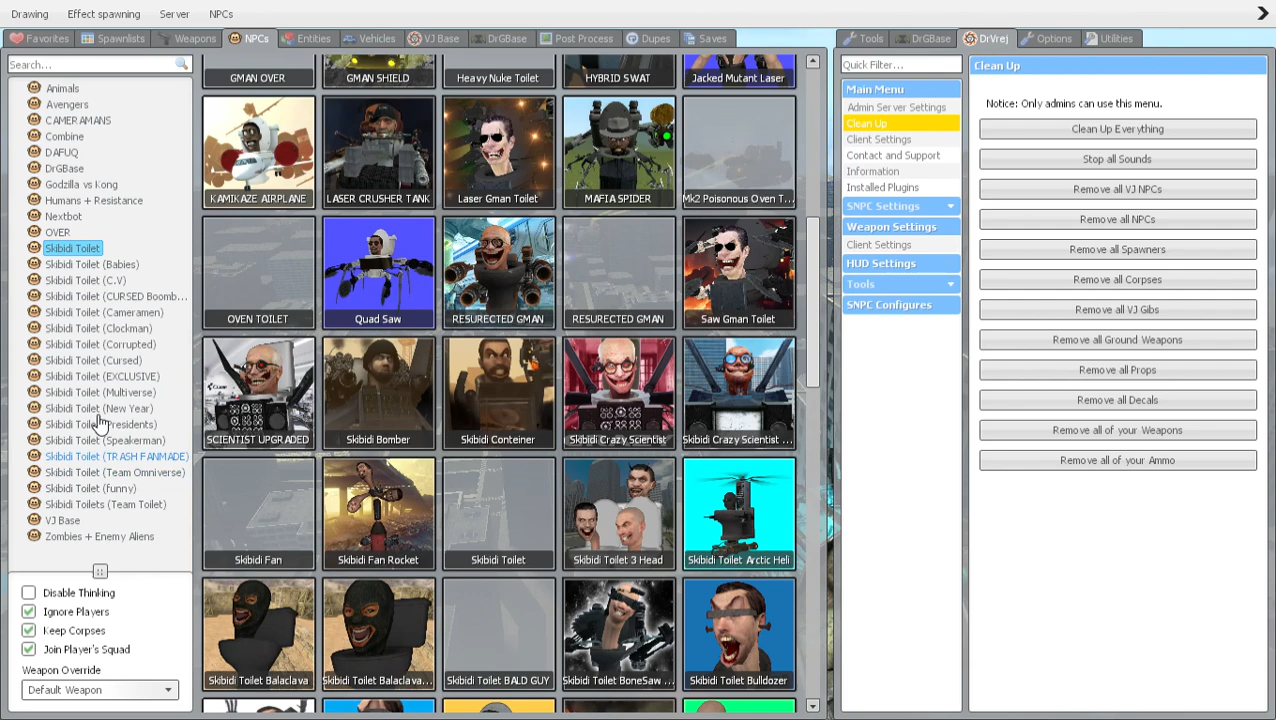 Drawing Effect spawning Server NPCs
Favorites Spawnlists Weapons NPCs Entities Vehicles VJ Base DrGBase Post Process Dupes Saves
Tools DRGBase DrVrej Options Utilities
Search...
Animals
Avengers
CAMERAMANS
Combine
DAFUQ
DrGBase
Godzilla vs Kong
Humans + Resistance
Nextbot
OVER
Skibidi Toilet
Skibidi Toilet (Babies)
Skibidi Toilet (C.V)
Skibidi Toilet (CURSED Boomb...
Skibidi Toilet (Cameramen)
Skibidi Toilet (Clockman)
Skibidi Toilet (Corrupted)
Skibidi Toilet (Cursed)
Skibidi Toilet (EXCLUSIVE)
Skibidi Toilet (Multiverse)
Skibidi Toilet (New Year)
Skibidi Toilet (Presidents)
Skibidi Toilet (Speakerman)
Skibidi Toilet (TRASH FANMADE)
Skibidi Toilet (Team Omniverse)
Skibidi Toilet (funny)
Skibidi Toilets (Team Toilet)
VJ Base
Zombies + Enemy Aliens
Disable Thinking
Ignore Players
Keep Corpses
Join Player's Squad
Weapon Override
Default Weapon
GMAN OVER GMAN SHIELD Heavy Nuke Toilet HYBRID SWAT Jacked Mutant Laser
KAMIKAZE AIRPLANE LASER CRUSHER TANK Laser Gman Toilet MAFIA SPIDER Mk2 Poisonous Oven T...
OVEN TOILET Quad Saw RESURECTED GMAN RESURECTED GMAN Saw Gman Toilet
SCIENTIST UPGRADED Skibidi Bomber Skibidi Conteiner Skibidi Crazy Scientist Skibidi Crazy Scientist ...
Skibidi Fan Skibidi Fan Rocket Skibidi Toilet Skibidi Toilet 3 Head Skibidi Toilet Arctic Heli
Skibidi Toilet Balaclava Skibidi Toilet Balaclava... Skibidi Toilet BALD GUY Skibidi Toilet BoneSaw ... Skibidi Toilet Bulldozer
Quick Filter...
Main Menu
Admin Server Settings
Clean Up
Client Settings
Contact and Support
Information
Installed Plugins
SNPC Settings
Weapon Settings
Client Settings
HUD Settings
Tools
SNPC Configures
Clean Up
Notice: Only admins can use this menu.
Clean Up Everything
Stop all Sounds
Remove all VJ NPCs
Remove all NPCs
Remove all Spawners
Remove all Corpses
Remove all VJ Gibs
Remove all Ground Weapons
Remove all Props
Remove all Decals
Remove all of your Weapons
Remove all of your Ammo